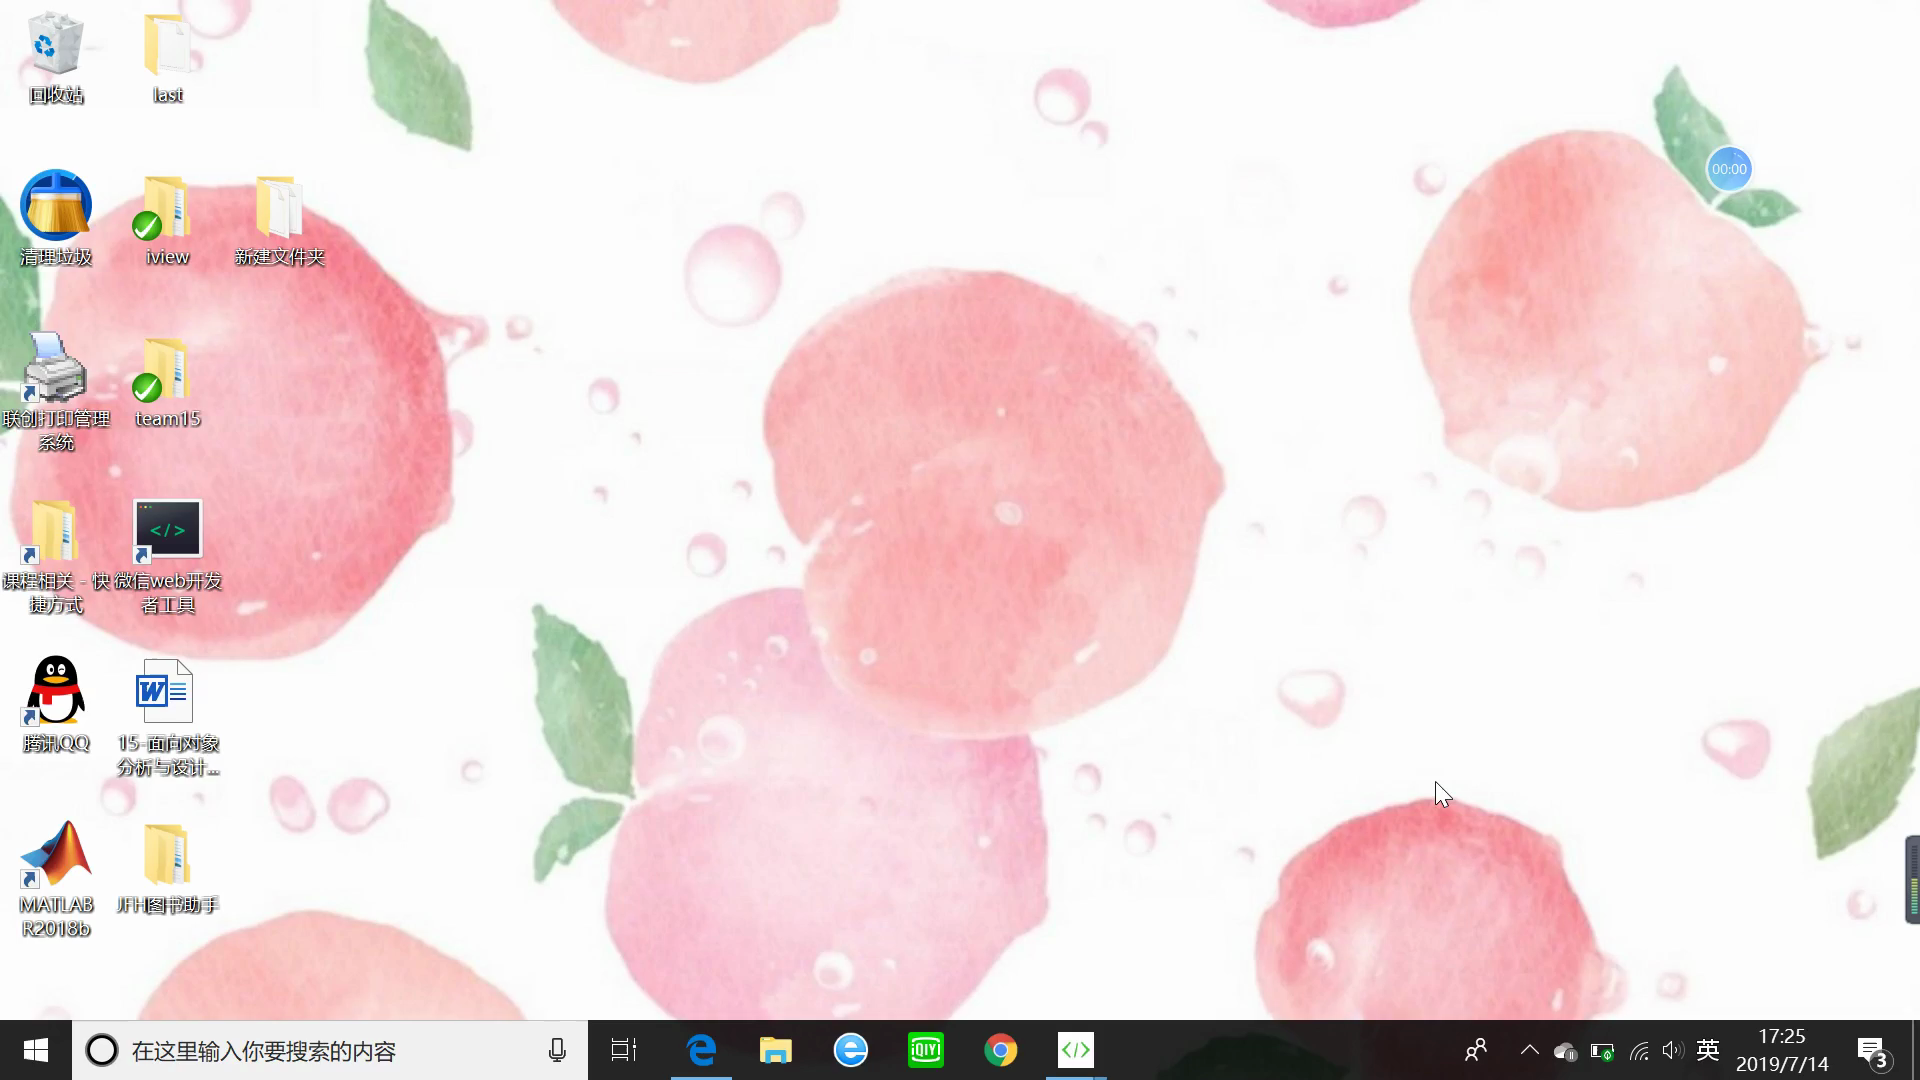 回收站
last
清理垃圾
iview
新建文件夹
00:00
联创打印管理
系统
team15
课程相关 - 快
捷方式
</>
微信web开发
者工具
腾讯QQ
W
15-面向对象
分析与设计...
MATLAB
R2018b
JFH图书助手
在这里输入你要搜索的内容
iQIYI
</>
英
17:25
2019/7/14
3